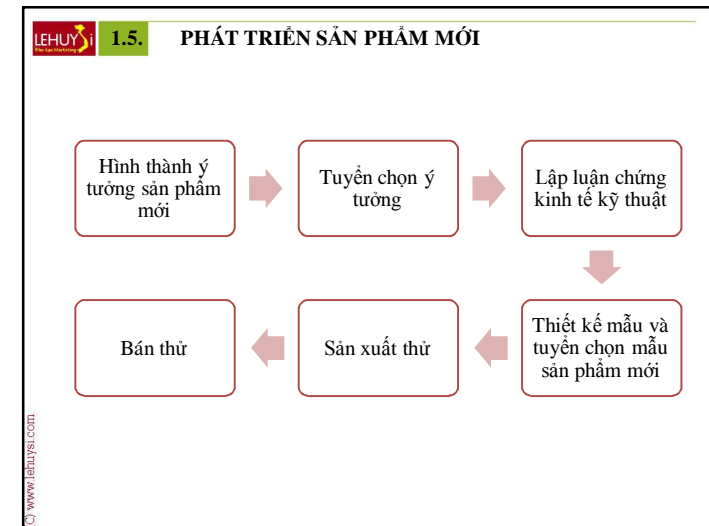 LEHUYSi
1.5.
PHÁT TRIỂN SẢN PHẨM MỚI
Hình thành ý
tưởng sản phẩm
mới
Tuyển chọn ý
tưởng
Lập luận chứng
kinh tế kỹ thuật
Thiết kế mẫu và
tuyển chọn mẫu
sản phẩm mới
Sản xuất thử
Bán thử
(C) www.lehuysi.com